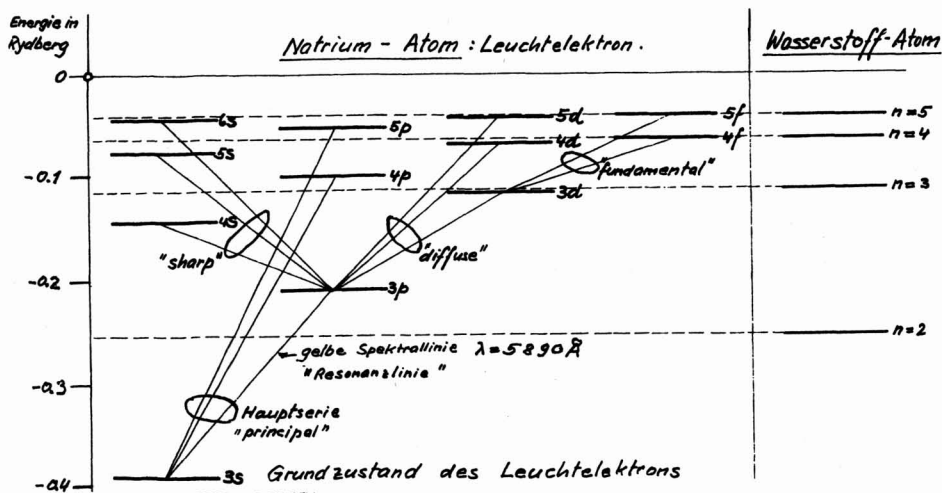 Energie in
Rydberg
Natrium - Atom : Leuchtelektron.
Wasserstoff-Atom
0
6s
5p
5d
5f
n=5
4d
4f
n=4
5s
"fundamental"
-0.1
4p
3d
n=3
4s
"sharp"
"diffuse"
-0.2
3p
n=2
gelbe Spektrallinie λ=5890Å
"Resonanzlinie"
-0.3
Hauptserie
"principal"
3s Grundzustand des Leuchtelektrons
-0.4